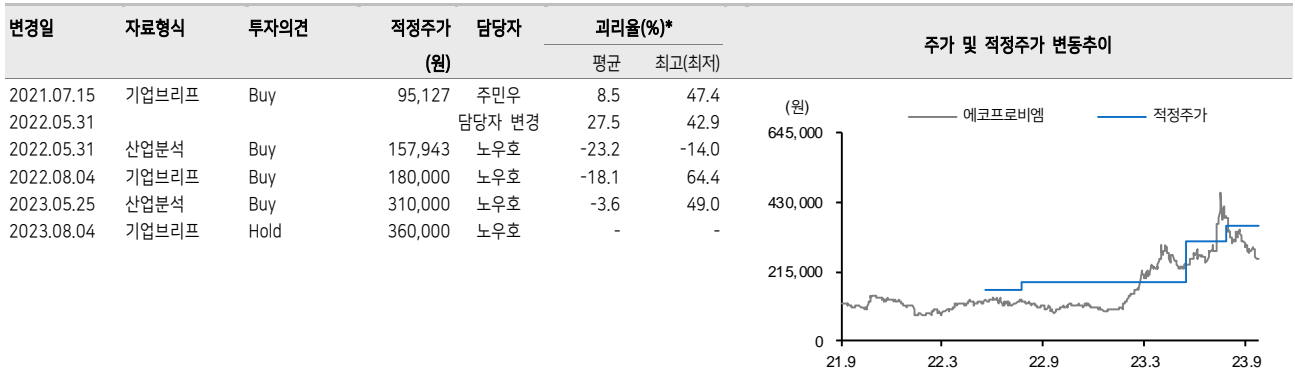 변경일 자료형식 투자의견 적정주가 담당자 괴리율(%)* 주가 및 적정주가 변동추이
(원) 평균 최고(최저)
2021.07.15 기업브리프 Buy 95,127 주민우 8.5 47.4
2022.05.31 담당자 변경 27.5 42.9
2022.05.31 산업분석 Buy 157,943 노우호 -23.2 -14.0
2022.08.04 기업브리프 Buy 180,000 노우호 -18.1 64.4
2023.05.25 산업분석 Buy 310,000 노우호 -3.6 49.0
2023.08.04 기업브리프 Hold 360,000 노우호 - -
(원) 에코프로비엠 적정주가
645,000
430,000
215,000
0
21.9 22.3 22.9 23.3 23.9